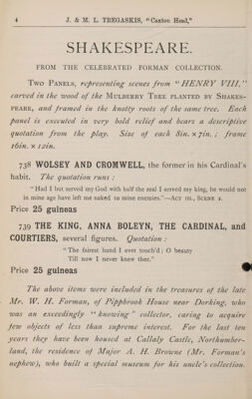 4 J. & M. L. TREGASKIS, "Caxton Head,"
SHAKESPEARE.
FROM THE CELEBRATED FORMAN COLLECTION.
TWO PANELS, representing scenes from "HENRY VIII."
carved in the wood of the MULBERRY TREE PLANTED BY SHAKES-
PEARE, and framed in the knotty roots of the same tree. Each
panel is executed in very bold relief and bears a descriptive
quotation from the play. Size of each 8in. × 7in. ; frame
16in. × 12in.
738 WOLSEY AND CROMWELL, the former in his Cardinal's
habit. The quotation runs :
"Had I but served my God with half the zeal I served my king, he would not
in mine age have left me naked to mine enemies."—ACT III., SCENE 2.
Price 25 guineas
739 THE KING, ANNA BOLEYN, THE CARDINAL, and
COURTIERS, several figures. Quotation :
"The fairest hand I ever touch'd ; O beauty
Till now I never knew thee."
Price 25 guineas
The above items were included in the treasures of the late
Mr. W. H. Forman, of Pippbrook House near Dorking, who
was an exceedingly "knowing" collector, caring to acquire
few objects of less than supreme interest. For the last ten
years they have been housed at Callaly Castle, Northumber-
land, the residence of Major A. H. Browne (Mr. Forman's
nephew), who built a special museum for his uncle's collection.